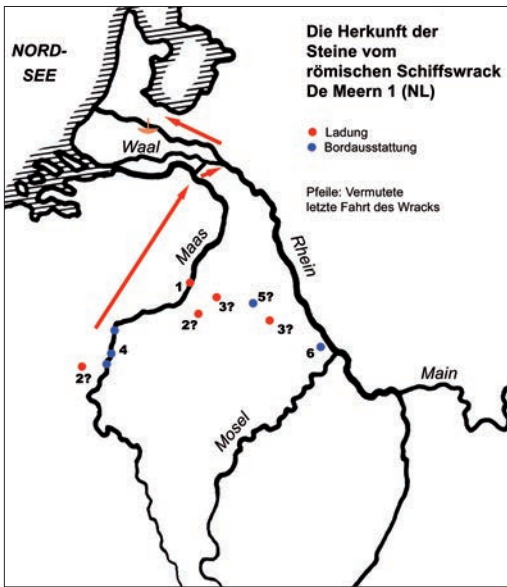 NORD-
SEE
Die Herkunft der
Steine vom
römischen Schiffswrack
De Meern 1 (NL)
Ladung
Bordausstattung
Pfeile: Vermutete
letzte Fahrt des Wracks
Waal
Maas
Rhein
1
3?
5?
2?
3?
4
6
2?
Main
Mosel